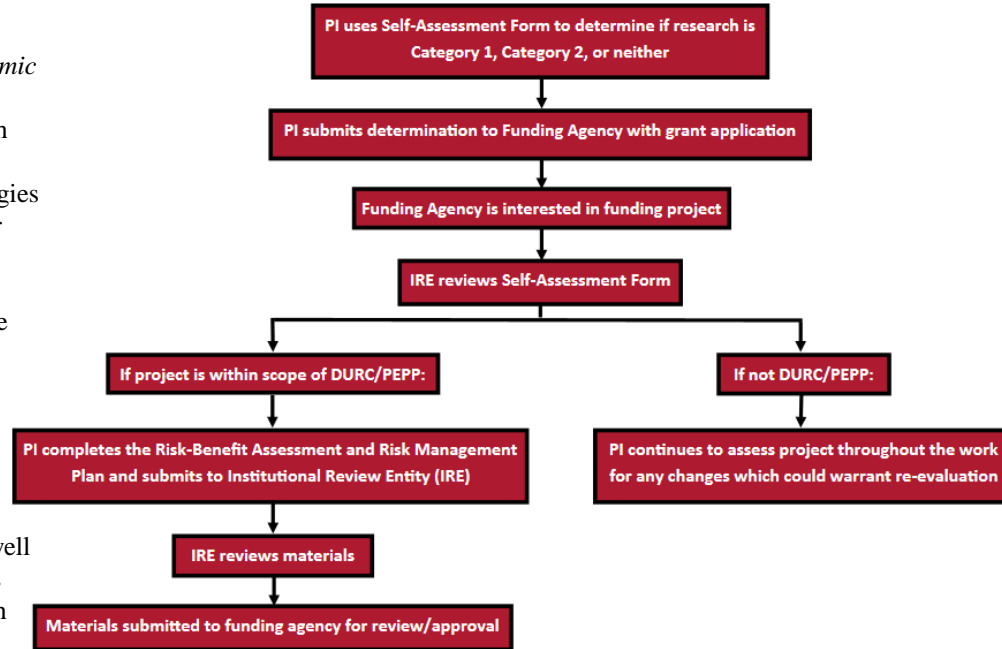 mic
n
gies
e
vell
n
PI uses Self-Assessment Form to determine if research is
Category 1, Category 2, or neither
PI submits determination to Funding Agency with grant application
Funding Agency is interested in funding project
IRE reviews Self-Assessment Form
If project is within scope of DURC/PEPP:
PI completes the Risk-Benefit Assessment and Risk Management
Plan and submits to Institutional Review Entity (IRE)
IRE reviews materials
Materials submitted to funding agency for review/approval
If not DURC/PEPP:
PI continues to assess project throughout the work
for any changes which could warrant re-evaluation